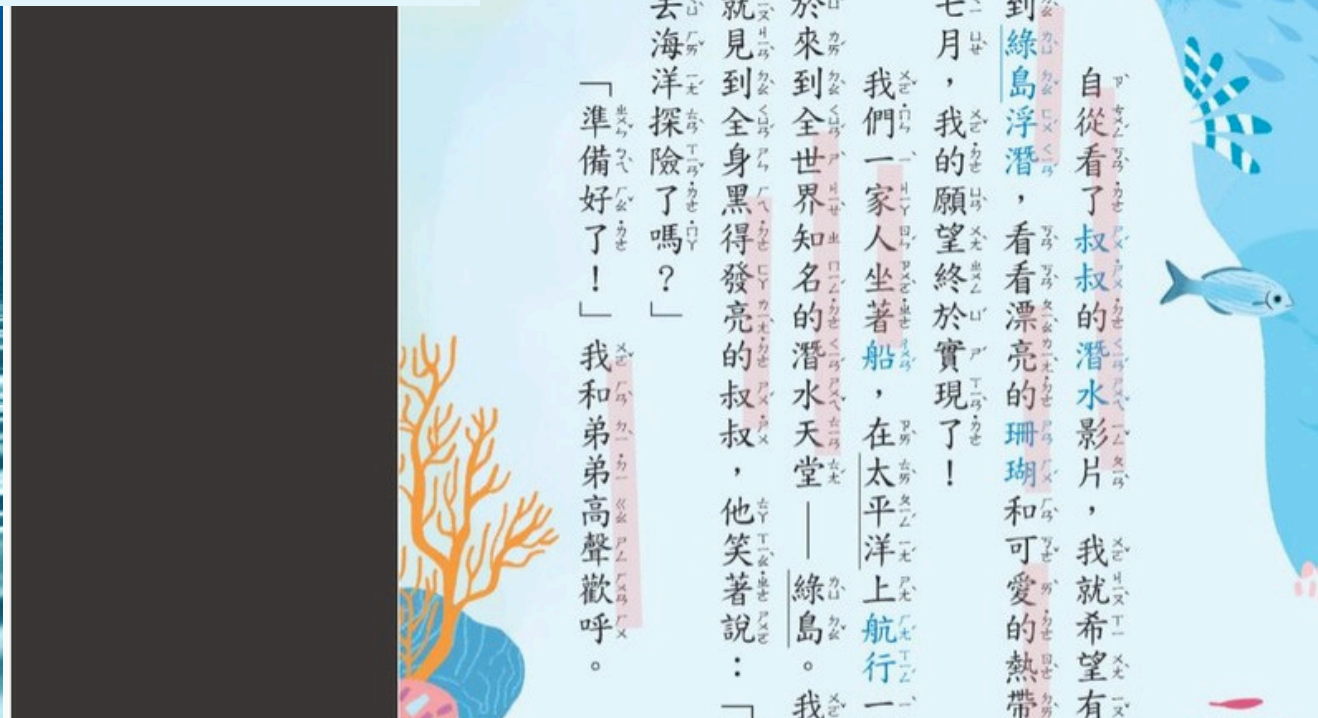 自從看了叔叔的潛水影片，我就希望有
到綠島浮潛，看看漂亮的珊瑚和可愛的熱帶
七月，我的願望終於實現了！
我們一家人坐著船，在太平洋上航行一
於來到全世界知名的潛水天堂——綠島。我
就見到全身黑得發亮的叔叔，他笑著說：「
去海洋探險了嗎？」
「準備好了！」我和弟弟高聲歡呼。